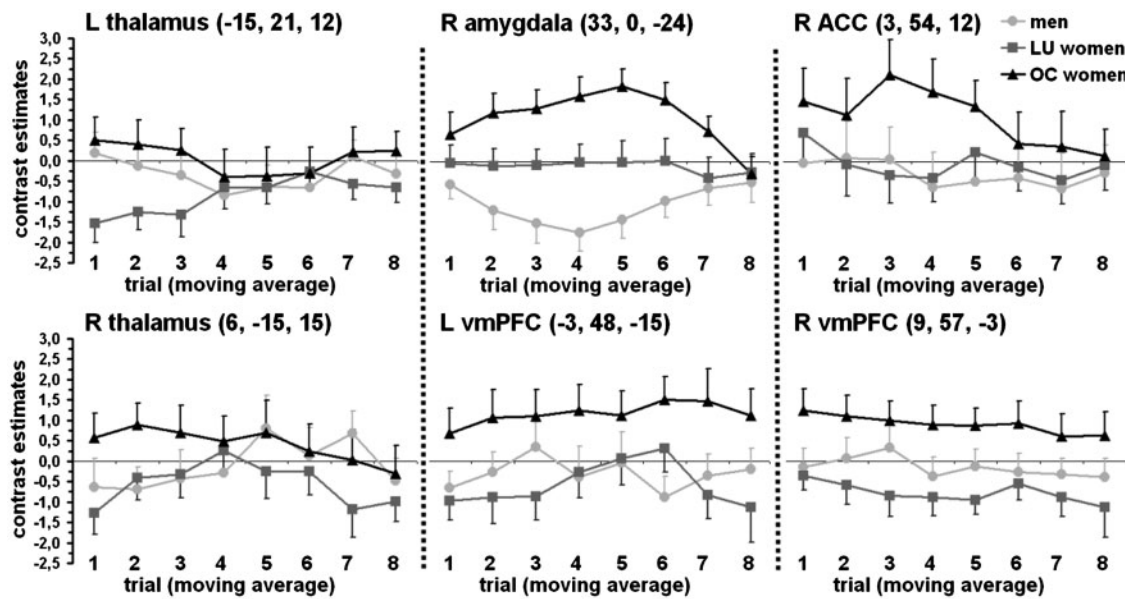 L thalamus (-15, 21, 12)
R amygdala (33, 0, -24)
R ACC (3, 54, 12)
men
LU women
OC women
contrast estimates
3,0
2,5
2,0
1,5
1,0
0,5
0,0
-0,5
-1,0
-1,5
-2,0
-2,5
1 2 3 4 5 6 7 8
trial (moving average)
1 2 3 4 5 6 7 8
trial (moving average)
1 2 3 4 5 6 7 8
trial (moving average)
R thalamus (6, -15, 15)
L vmPFC (-3, 48, -15)
R vmPFC (9, 57, -3)
contrast estimates
3,0
2,5
2,0
1,5
1,0
0,5
0,0
-0,5
-1,0
-1,5
-2,0
-2,5
1 2 3 4 5 6 7 8
trial (moving average)
1 2 3 4 5 6 7 8
trial (moving average)
1 2 3 4 5 6 7 8
trial (moving average)